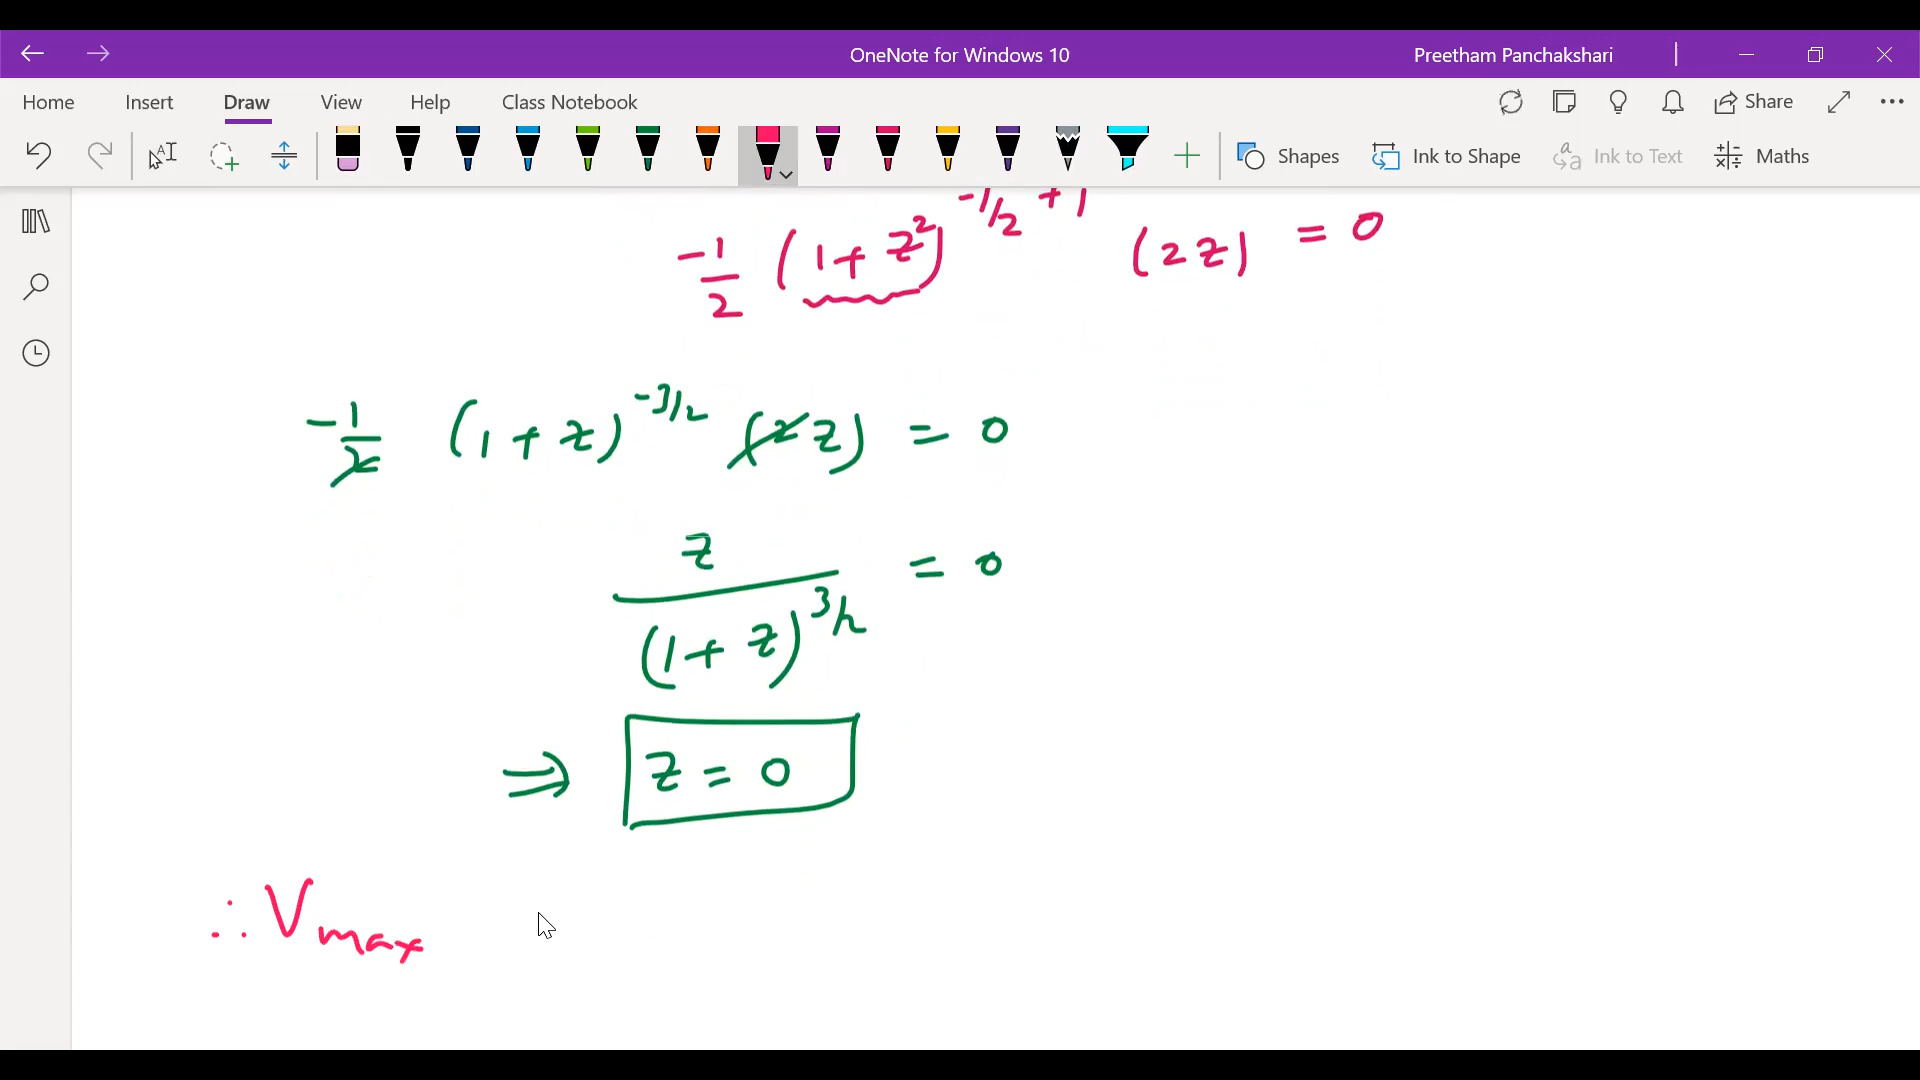 OneNote for Windows 10 Preetham Panchakshari
Home Insert Draw View Help Class Notebook Share
Shapes Ink to Shape Ink to Text Maths
-1/2 (1 + z²)^(-1/2 + 1) (2z) = 0
-1/2 (1 + z)^(-3/2) (2z) = 0
z/(1 + z)^(3/2) = 0
⇒ z = 0
∴ Vmax